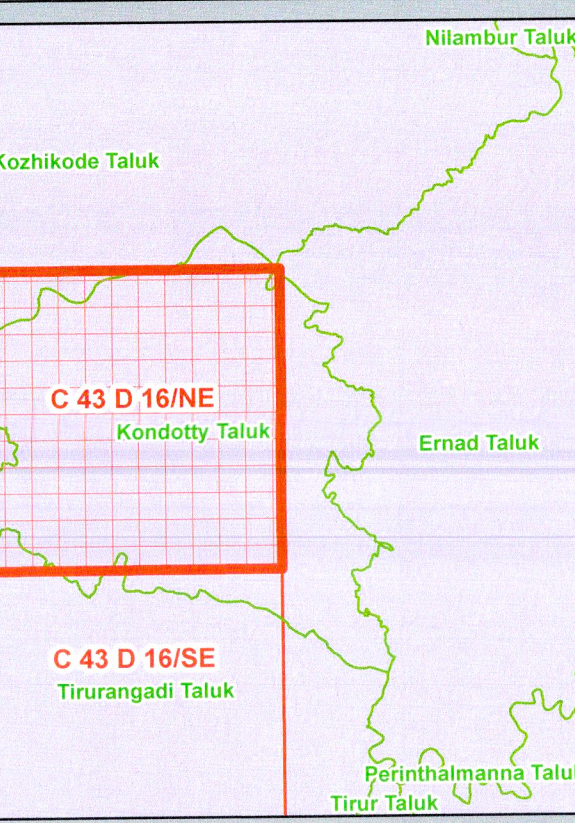 Nilambur Taluk
Kozhikode Taluk
C 43 D 16/NE
Kondotty Taluk
Ernad Taluk
C 43 D 16/SE
Tirurangadi Taluk
Perinthalmanna Talu
Tirur Taluk